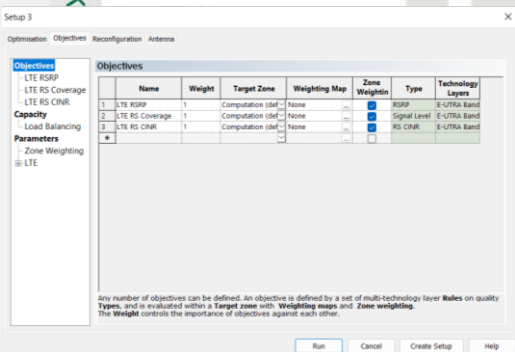 Setup 3
Optimisation Objectives Reconfiguration Antenna
Objectives
LTE RSRP
LTE RS Coverage
LTE RS CINR
Capacity
Load Balancing
Parameters
Zone Weighting
LTE
Objectives
Name Weight Target Zone Weighting Map Zone Weightin Type Technology Layers
1 LTE RSRP 1 Computation (def None ... RSRP E-UTRA Band
2 LTE RS Coverage 1 Computation (def None ... Signal Level E-UTRA Band
3 LTE RS CINR 1 Computation (def None ... RS CINR E-UTRA Band
* ...
Any number of objectives can be defined. An objective is defined by a set of multi-technology layer Rules on quality
Types, and is evaluated within a Target zone with Weighting maps and Zone weighting.
The Weight controls the importance of objectives against each other.
Run Cancel Create Setup Help